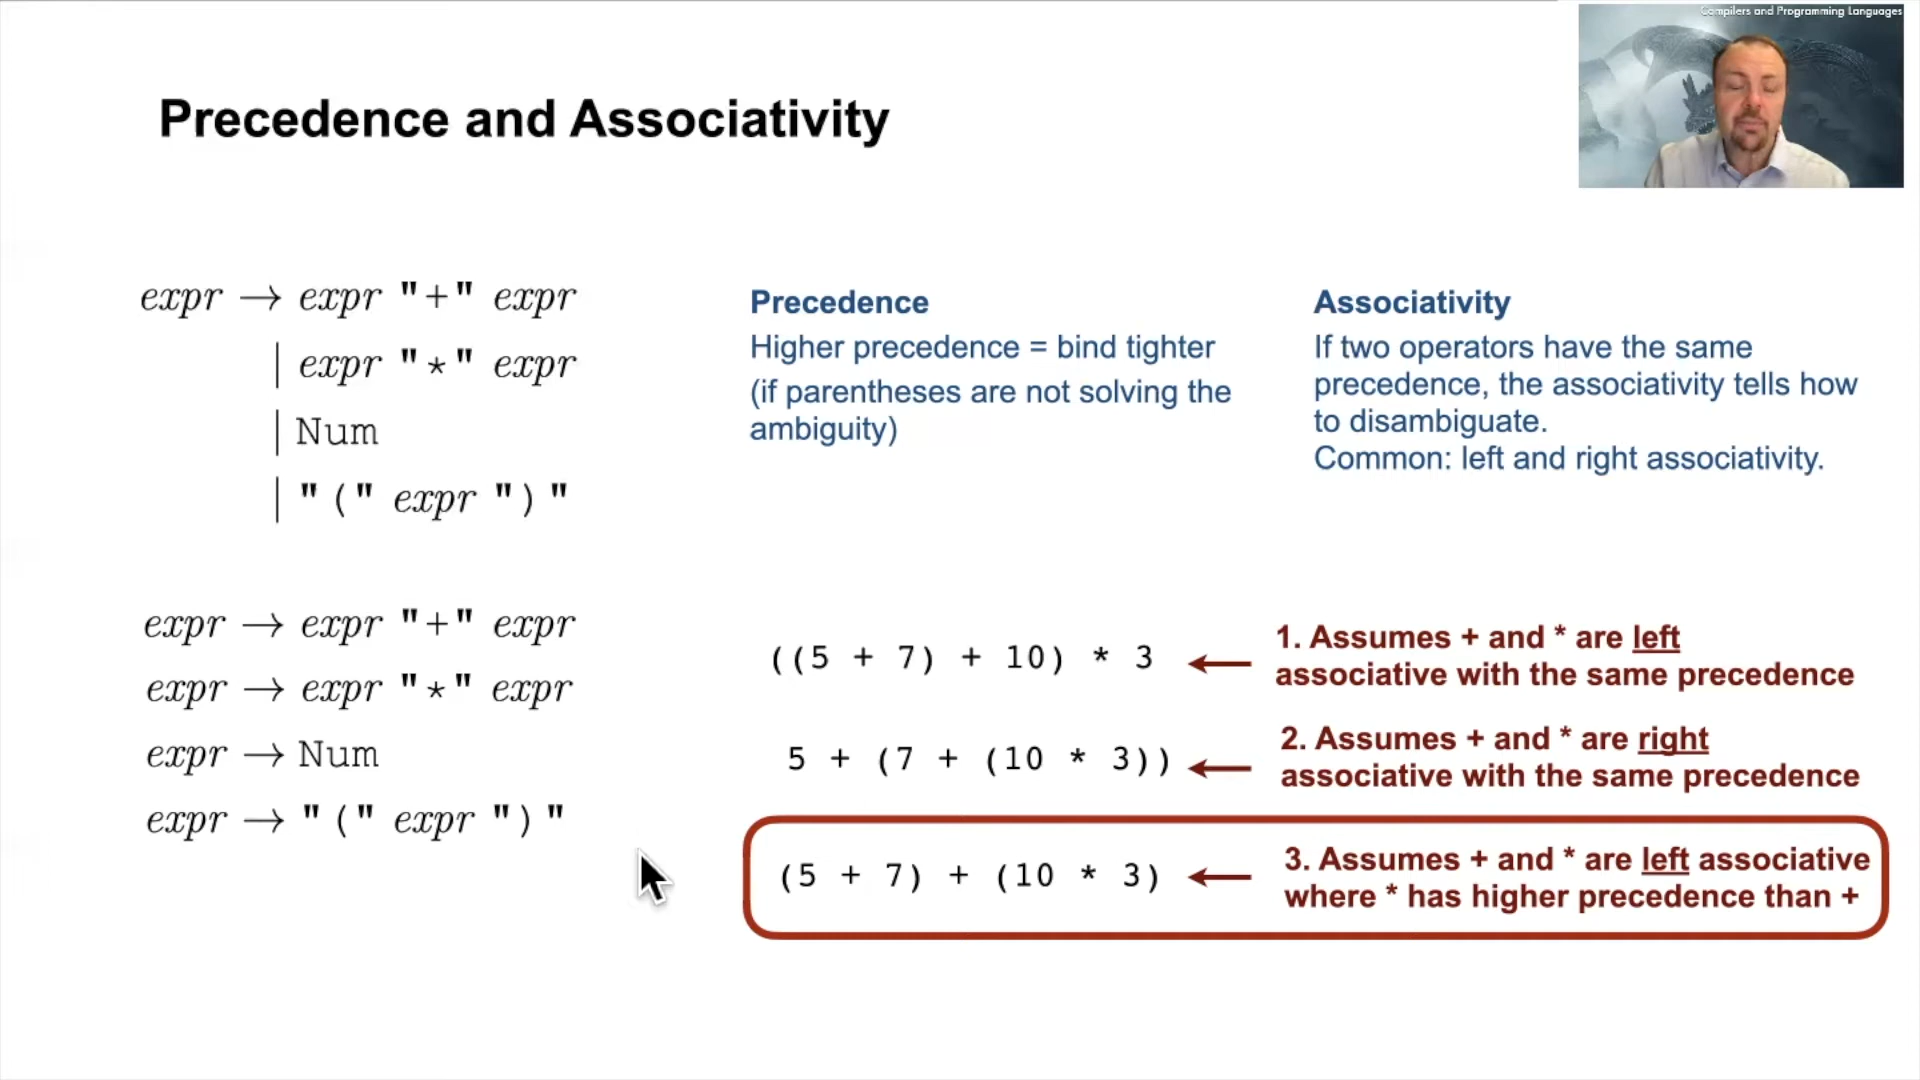 Compilers and Programming Languages
Precedence and Associativity
expr → expr "+" expr
| expr "*" expr
| Num
| "(" expr ")"
expr → expr "+" expr
expr → expr "*" expr
expr → Num
expr → "(" expr ")"
Precedence
Higher precedence = bind tighter
(if parentheses are not solving the
ambiguity)
Associativity
If two operators have the same
precedence, the associativity tells how
to disambiguate.
Common: left and right associativity.
((5 + 7) + 10) * 3
1. Assumes + and * are left
associative with the same precedence
5 + (7 + (10 * 3))
2. Assumes + and * are right
associative with the same precedence
(5 + 7) + (10 * 3)
3. Assumes + and * are left associative
where * has higher precedence than +